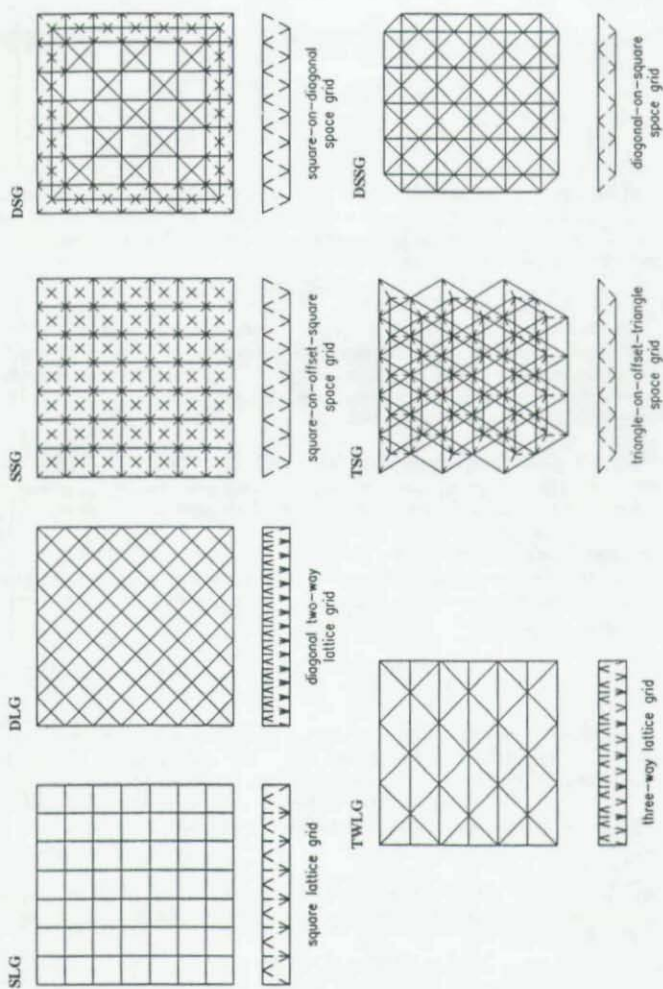 SLG
square lattice grid
DLG
diagonal two-way
lattice grid
SSG
square-on-offset-square
space grid
DSG
square-on-diagonal
space grid
TWLG
three-way lattice grid
TSG
triangle-on-offset-triangle
space grid
DSSG
diagonal-on-square
space grid